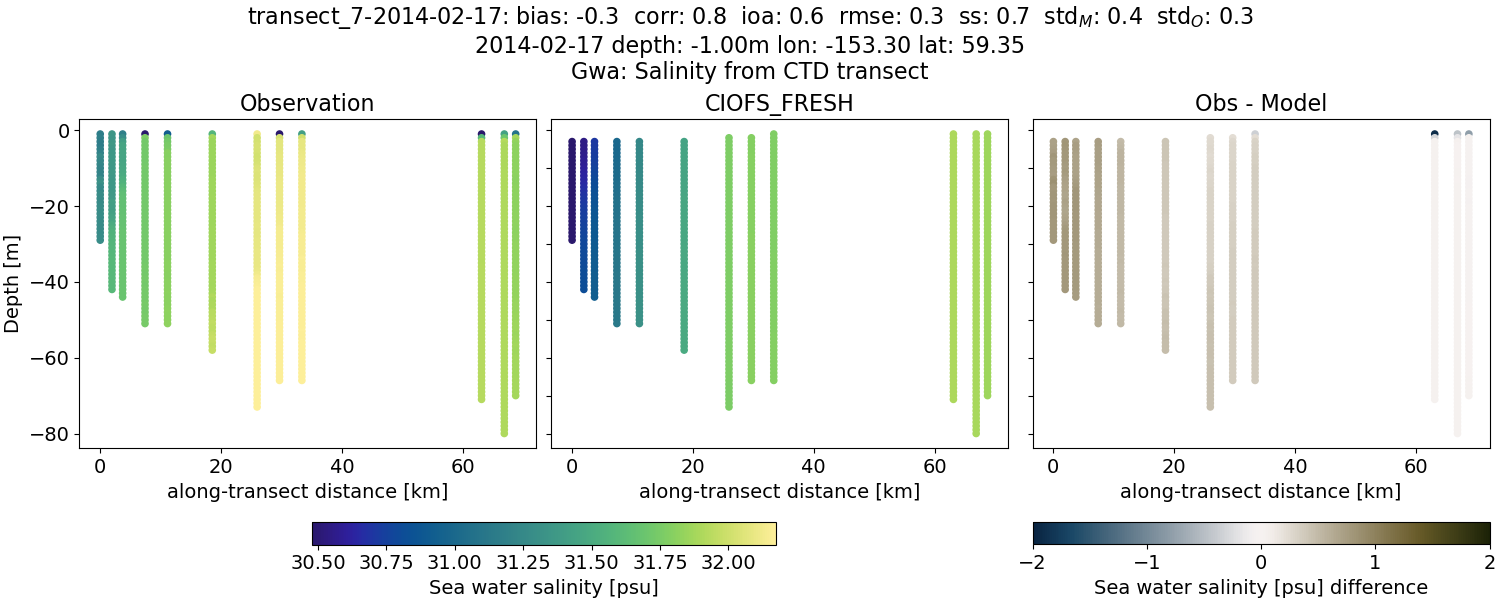 transect_7-2014-02-17: bias: -0.3 corr: 0.8 ioa: 0.6 rmse: 0.3 ss: 0.7 std_M: 0.4 std_O: 0.3
2014-02-17 depth: -1.00m lon: -153.30 lat: 59.35
Gwa: Salinity from CTD transect
Observation
CIOFS_FRESH
Obs - Model
Depth [m]
0
−20
−40
−60
−80
0 20 40 60
0 20 40 60
0 20 40 60
along-transect distance [km]
along-transect distance [km]
along-transect distance [km]
30.50 30.75 31.00 31.25 31.50 31.75 32.00
Sea water salinity [psu]
−2 −1 0 1 2
Sea water salinity [psu] difference